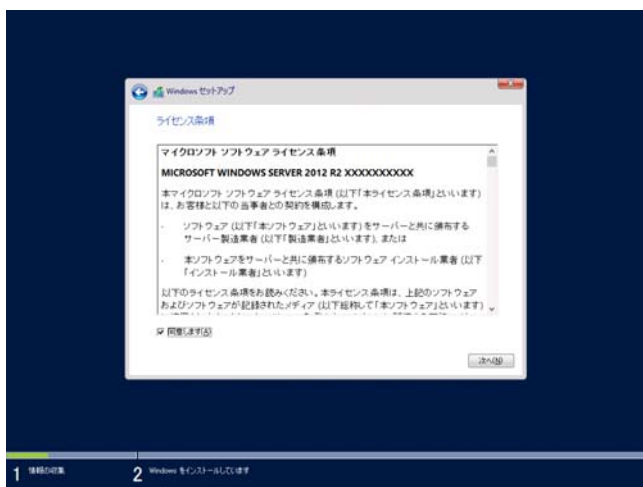 Windows セットアップ
ライセンス条項
マイクロソフト ソフトウェア ライセンス条項
MICROSOFT WINDOWS SERVER 2012 R2 XXXXXXXXXX
本マイクロソフト ソフトウェア ライセンス条項 (以下「本ライセンス条項」といいます)
は、お客様と以下の当事者との契約を構成します。
· ソフトウェア (以下「本ソフトウェア」といいます) をサーバーと共に頒布する
サーバー製造業者 (以下「製造業者」といいます)、または
· 本ソフトウェアをサーバーと共に頒布するソフトウェア インストール業者 (以下
「インストール業者」といいます)
以下のライセンス条項をお読みください。本ライセンス条項は、上記のソフトウェア
およびソフトウェアが記録されたメディア (以下総称して「本ソフトウェア」といいます)
同意します(A)
次へ(N)
1 情報の収集
2 Windows をインストールしています